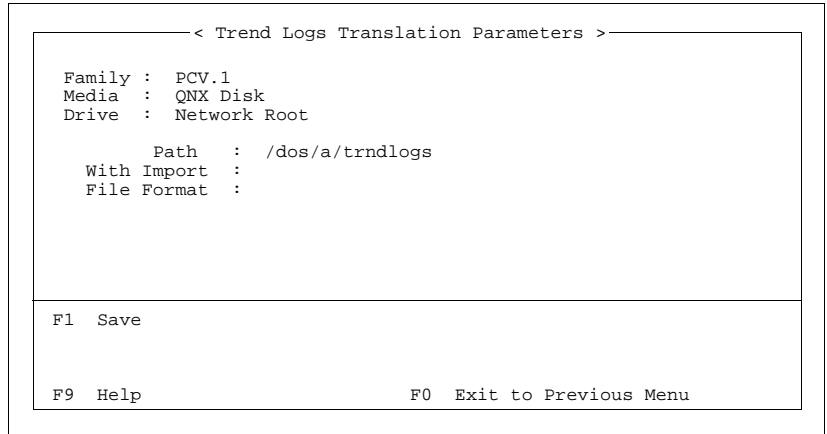 < Trend Logs Translation Parameters >
Family : PCV.1
Media : QNX Disk
Drive : Network Root
Path : /dos/a/trndlogs
With Import :
File Format :
F1 Save
F9 Help F0 Exit to Previous Menu